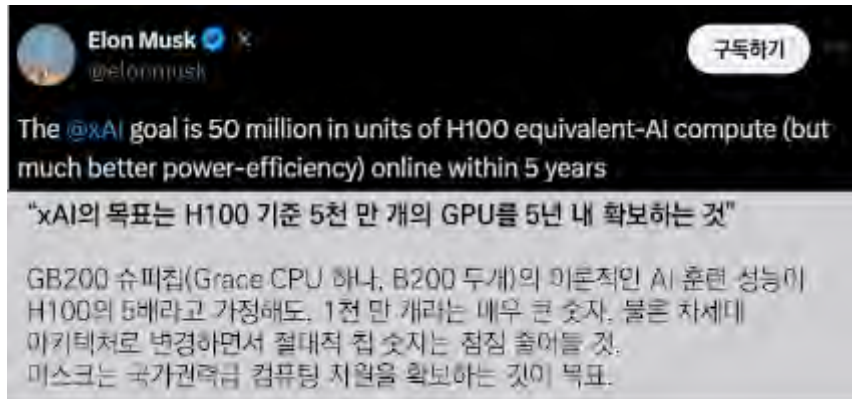 Elon Musk
@elonmusk
구독하기
The @xAI goal is 50 million in units of H100 equivalent-AI compute (but
much better power-efficiency) online within 5 years
“xAI의 목표는 H100 기준 5천 만 개의 GPU를 5년 내 확보하는 것”
GB200 슈퍼칩(Grace CPU 하나, B200 두개)의 이론적인 AI 훈련 성능이
H100의 5배라고 가정해도, 1천 만 개라는 매우 큰 숫자. 물론 차세대
아키텍처로 변경하면서 절대적 칩 숫자는 점점 줄어들 것.
머스크는 국가권력급 컴퓨팅 자원을 확보하는 것이 목표.